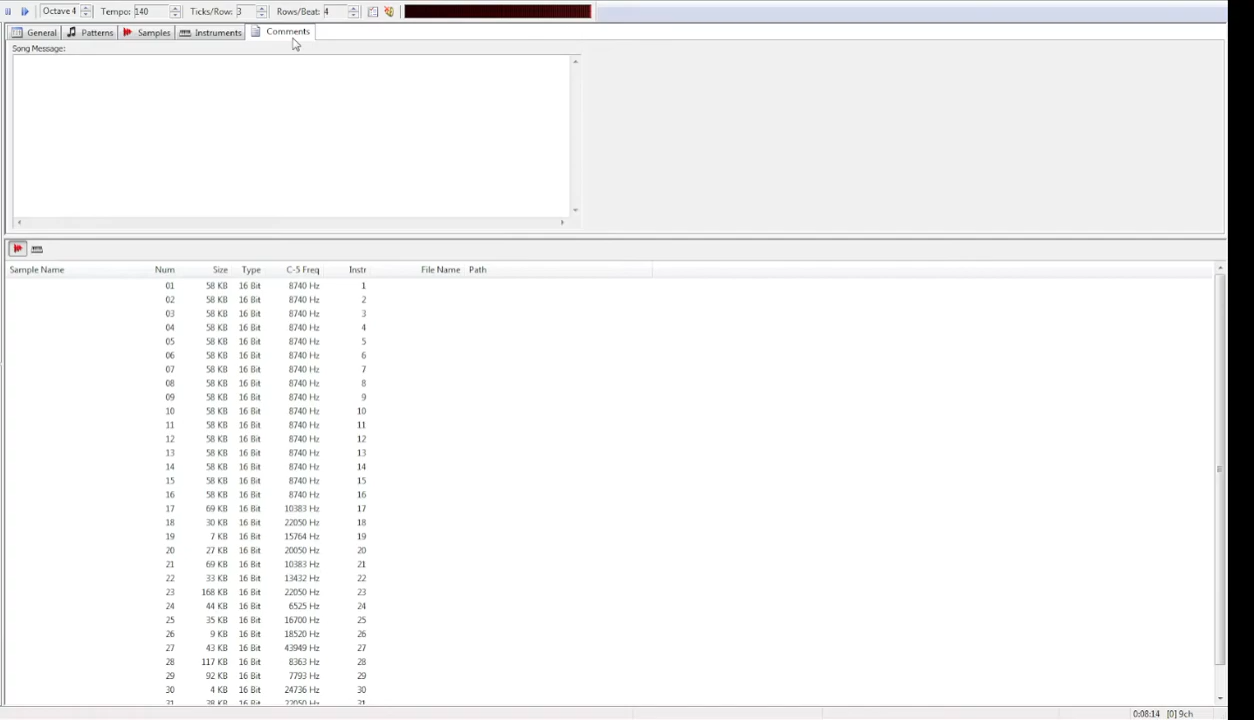 Octave 4 Tempo: 140 Ticks/Row: 3 Rows/Beat: 4
General Patterns Samples Instruments Comments
Song Message:
Sample Name Num Size Type C-5 Freq Instr File Name Path
01 58 KB 16 Bit 8740 Hz 1
02 58 KB 16 Bit 8740 Hz 2
03 58 KB 16 Bit 8740 Hz 3
04 58 KB 16 Bit 8740 Hz 4
05 58 KB 16 Bit 8740 Hz 5
06 58 KB 16 Bit 8740 Hz 6
07 58 KB 16 Bit 8740 Hz 7
08 58 KB 16 Bit 8740 Hz 8
09 58 KB 16 Bit 8740 Hz 9
10 58 KB 16 Bit 8740 Hz 10
11 58 KB 16 Bit 8740 Hz 11
12 58 KB 16 Bit 8740 Hz 12
13 58 KB 16 Bit 8740 Hz 13
14 58 KB 16 Bit 8740 Hz 14
15 58 KB 16 Bit 8740 Hz 15
16 58 KB 16 Bit 8740 Hz 16
17 69 KB 16 Bit 10383 Hz 17
18 30 KB 16 Bit 22050 Hz 18
19 7 KB 16 Bit 15764 Hz 19
20 27 KB 16 Bit 20050 Hz 20
21 69 KB 16 Bit 10383 Hz 21
22 33 KB 16 Bit 13432 Hz 22
23 168 KB 16 Bit 22050 Hz 23
24 44 KB 16 Bit 6525 Hz 24
25 35 KB 16 Bit 16700 Hz 25
26 9 KB 16 Bit 18520 Hz 26
27 43 KB 16 Bit 43949 Hz 27
28 117 KB 16 Bit 8363 Hz 28
29 92 KB 16 Bit 7793 Hz 29
30 4 KB 16 Bit 24736 Hz 30
31 38 KB 16 Bit 22050 Hz 31
0:08:14 [0] 9ch